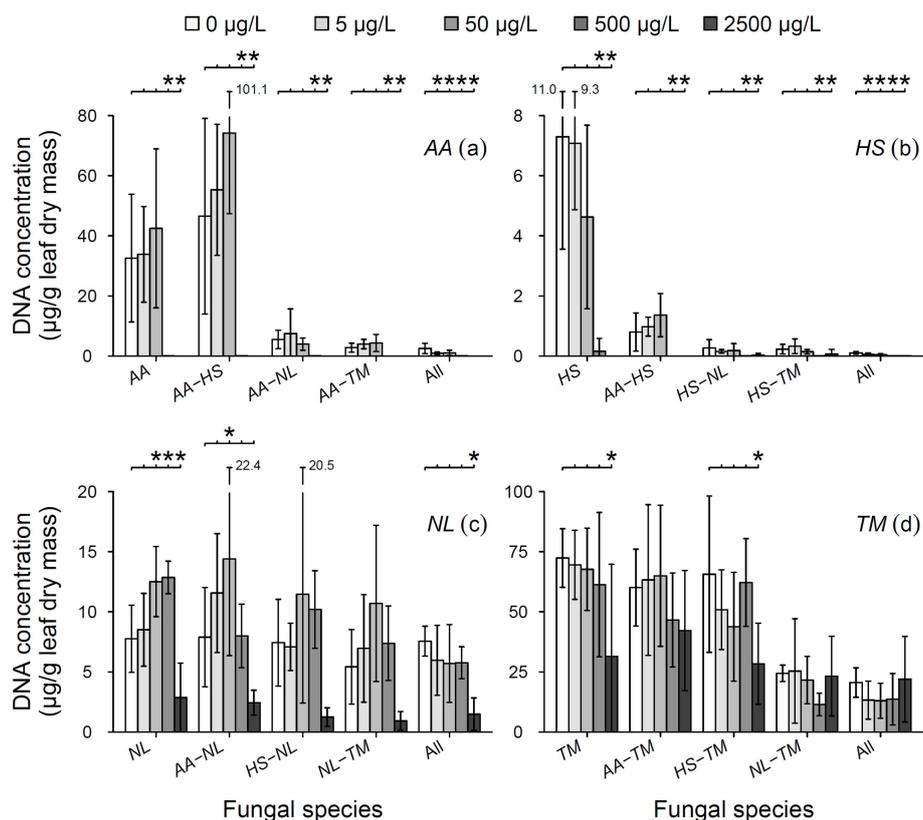 0 µg/L 5 µg/L 50 µg/L 500 µg/L 2500 µg/L
** ** ** ** ****
101.1
AA (a)
DNA concentration
(µg/g leaf dry mass)
80
60
40
20
0
AA AA−HS AA−NL AA−TM All
** ** ** ** ****
11.0 9.3
HS (b)
8
6
4
2
0
HS AA−HS HS−NL HS−TM All
*** * *
22.4 20.5
NL (c)
DNA concentration
(µg/g leaf dry mass)
20
15
10
5
0
NL AA−NL HS−NL NL−TM All
Fungal species
* *
TM (d)
100
75
50
25
0
TM AA−TM HS−TM NL−TM All
Fungal species